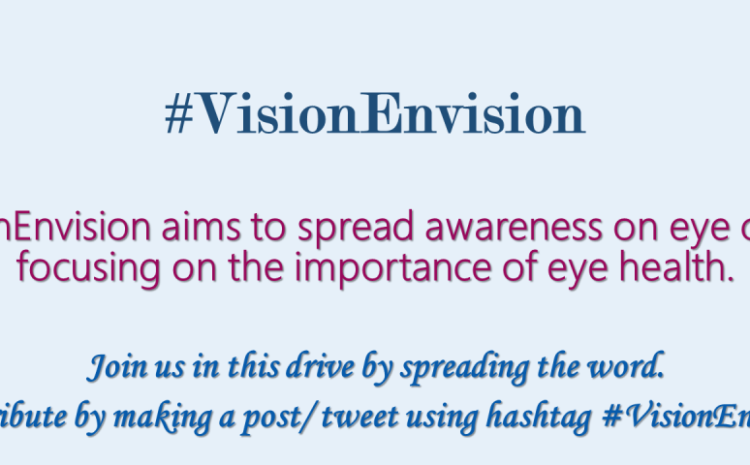 #VisionEnvision
nEnvision aims to spread awareness on eye c
focusing on the importance of eye health.
Join us in this drive by spreading the word.
ribute by making a post/tweet using hashtag #VisionEn